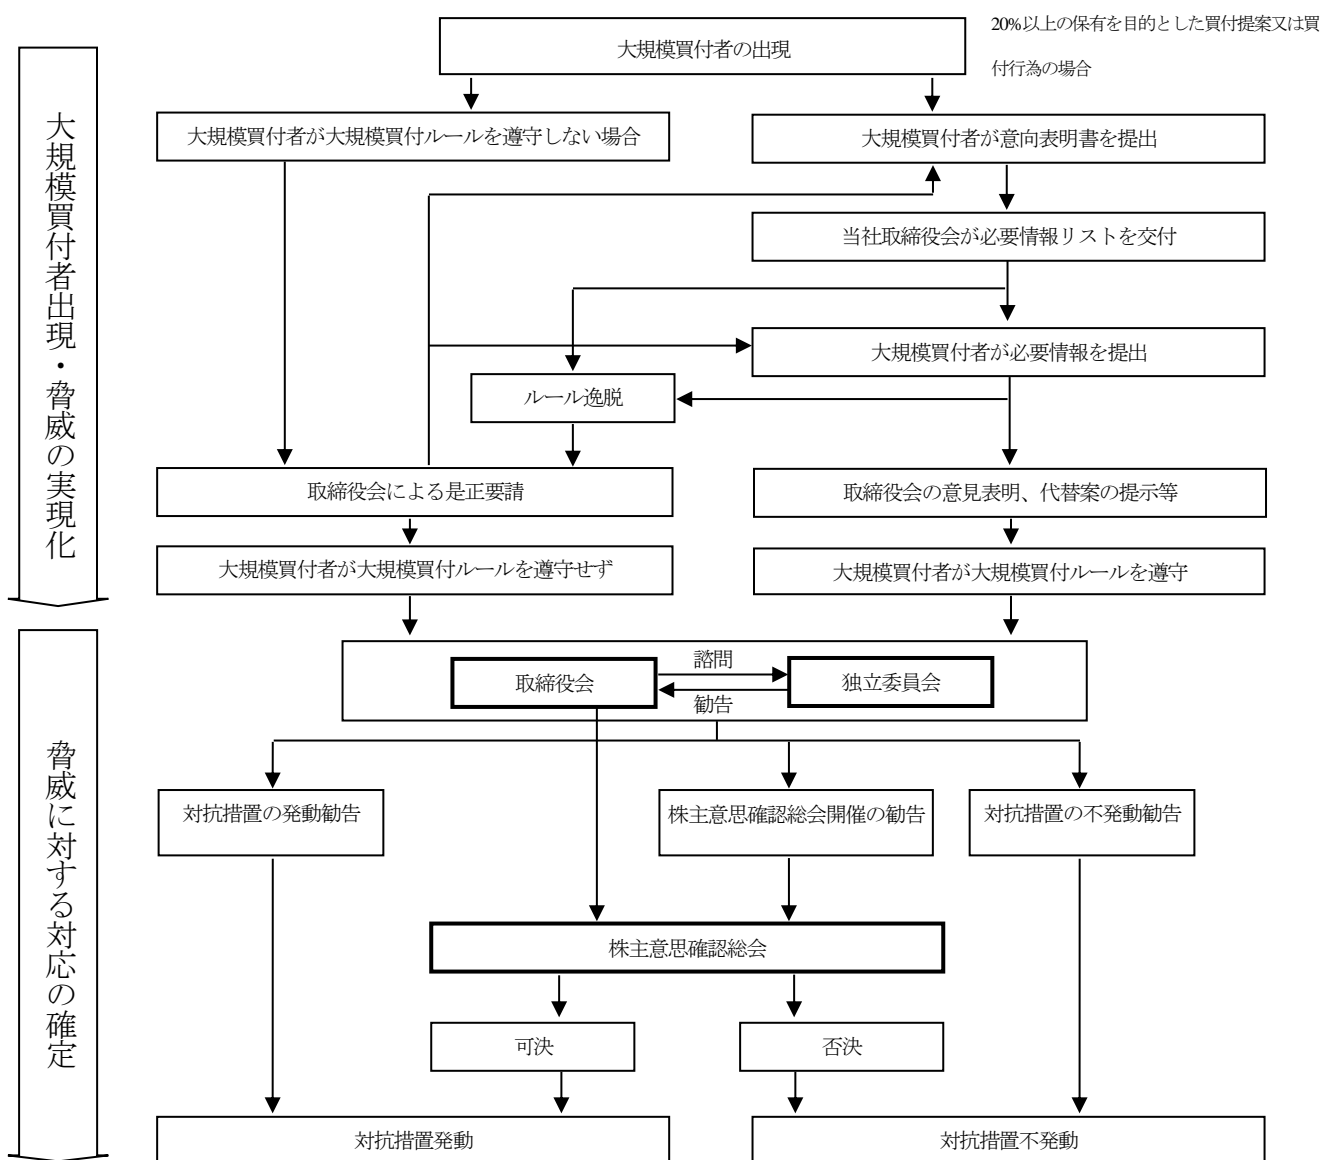 大規模買付者の出現
20%以上の保有を目的とした買付提案又は買
付行為の場合
大規模買付者出現・脅威の実現化
大規模買付者が大規模買付ルールを遵守しない場合
大規模買付者が意向表明書を提出
当社取締役会が必要情報リストを交付
大規模買付者が必要情報を提出
ルール逸脱
取締役会による是正要請
取締役会の意見表明、代替案の提示等
大規模買付者が大規模買付ルールを遵守せず
大規模買付者が大規模買付ルールを遵守
脅威に対する対応の確定
取締役会
諮問
勧告
独立委員会
対抗措置の発動勧告
株主意思確認総会開催の勧告
対抗措置の不発動勧告
株主意思確認総会
可決
否決
対抗措置発動
対抗措置不発動